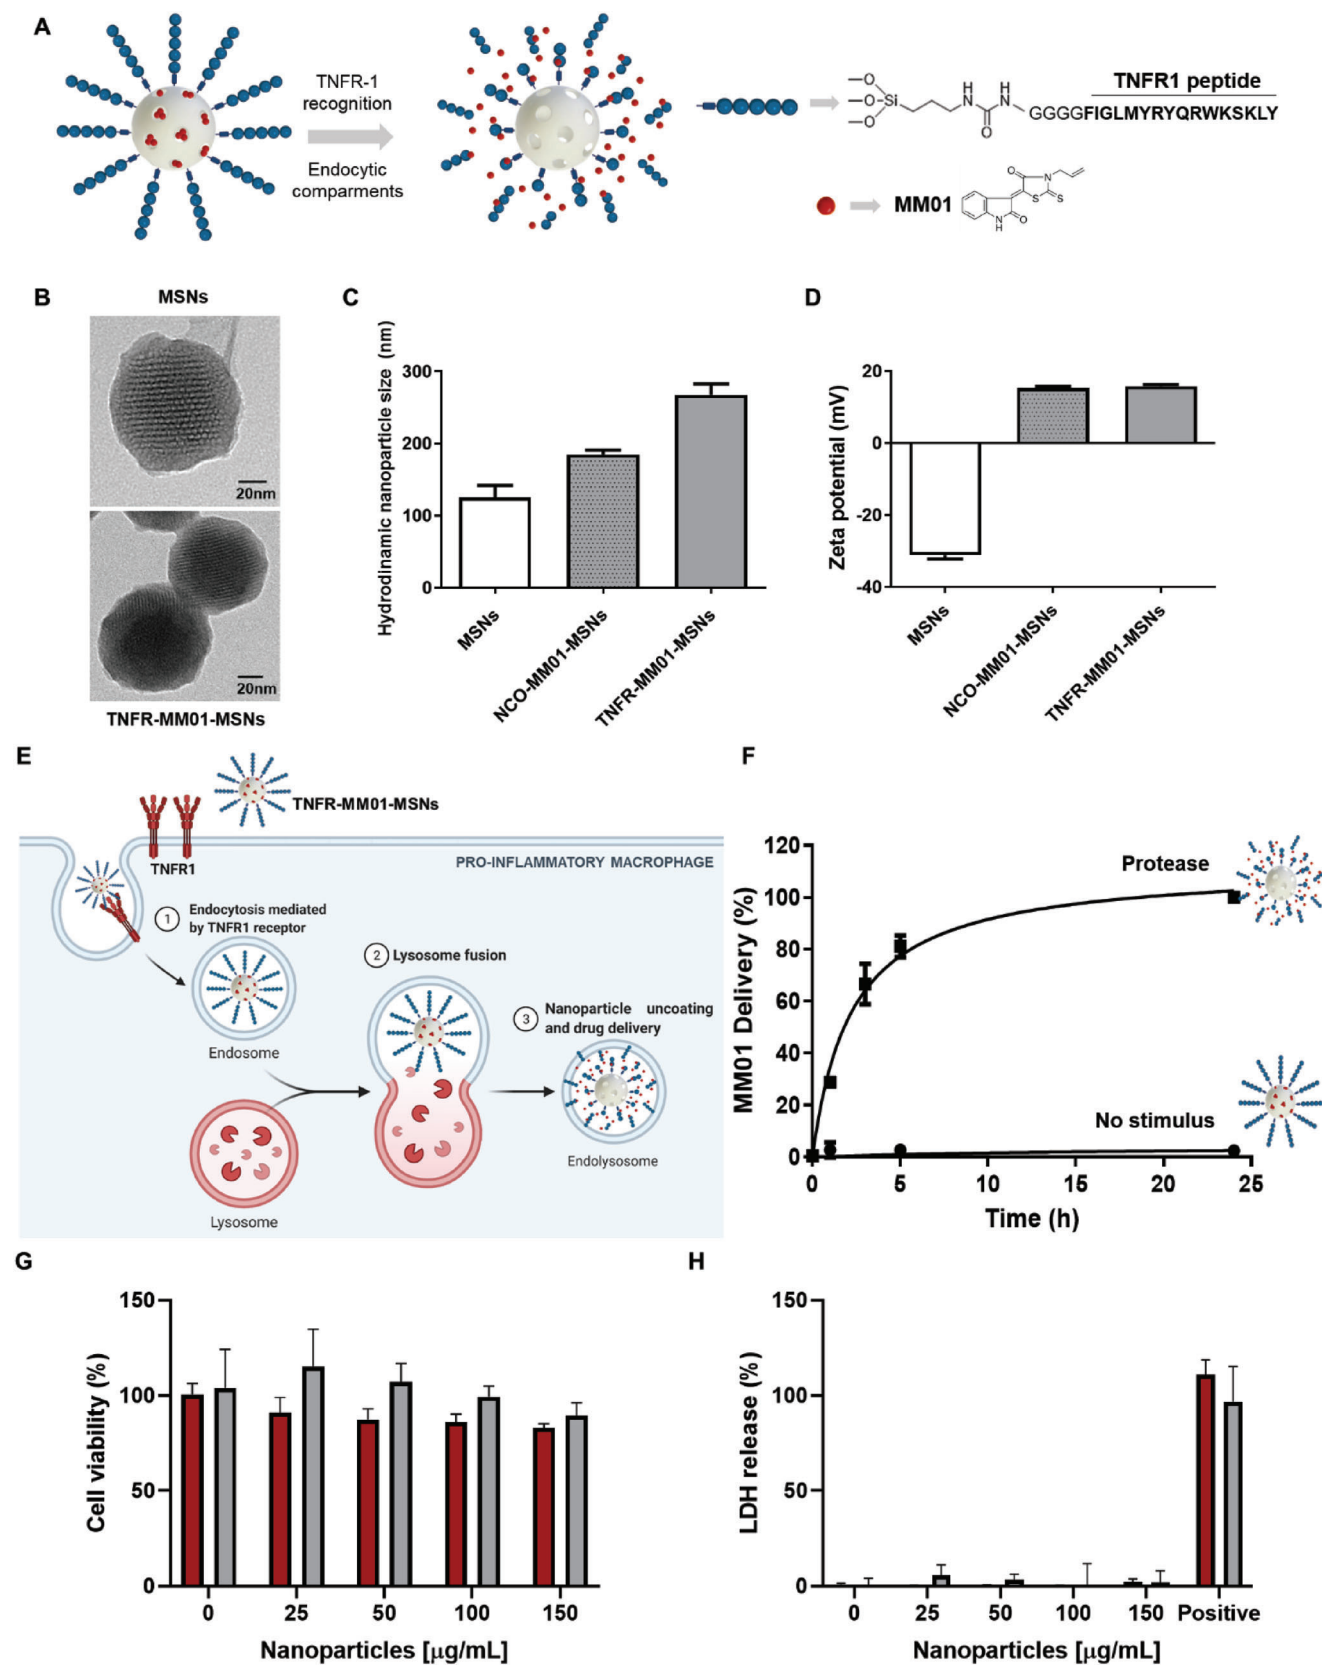 A
TNFR-1
recognition
Endocytic
comparments
O
O
Si
O
H
N
H
N
O
GGGGFIGLMYRYQRWKSKLY
TNFR1 peptide
MM01
O
N
S
S
O
N
H
B
MSNs
20nm
20nm
TNFR-MM01-MSNs
C
Hydrodinamic nanoparticle size (nm)
300
200
100
0
MSNs
NCO-MM01-MSNs
TNFR-MM01-MSNs
D
Zeta potential (mV)
20
0
-20
-40
MSNs
NCO-MM01-MSNs
TNFR-MM01-MSNs
E
TNFR-MM01-MSNs
TNFR1
PRO-INFLAMMATORY MACROPHAGE
1 Endocytosis mediated
by TNFR1 receptor
Endosome
Lysosome
2 Lysosome fusion
3 Nanoparticle uncoating
and drug delivery
Endolysosome
F
MM01 Delivery (%)
120
100
80
60
40
20
0
Protease
No stimulus
0 5 10 15 20 25
Time (h)
G
Cell viability (%)
150
100
50
0
0 25 50 100 150
Nanoparticles [μg/mL]
H
LDH release (%)
150
100
50
0
0 25 50 100 150 Positive
Nanoparticles [μg/mL]